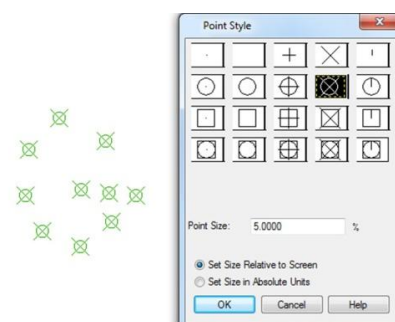 Point Style
Point Size: 5.0000 %
Set Size Relative to Screen
Set Size in Absolute Units
OK Cancel Help